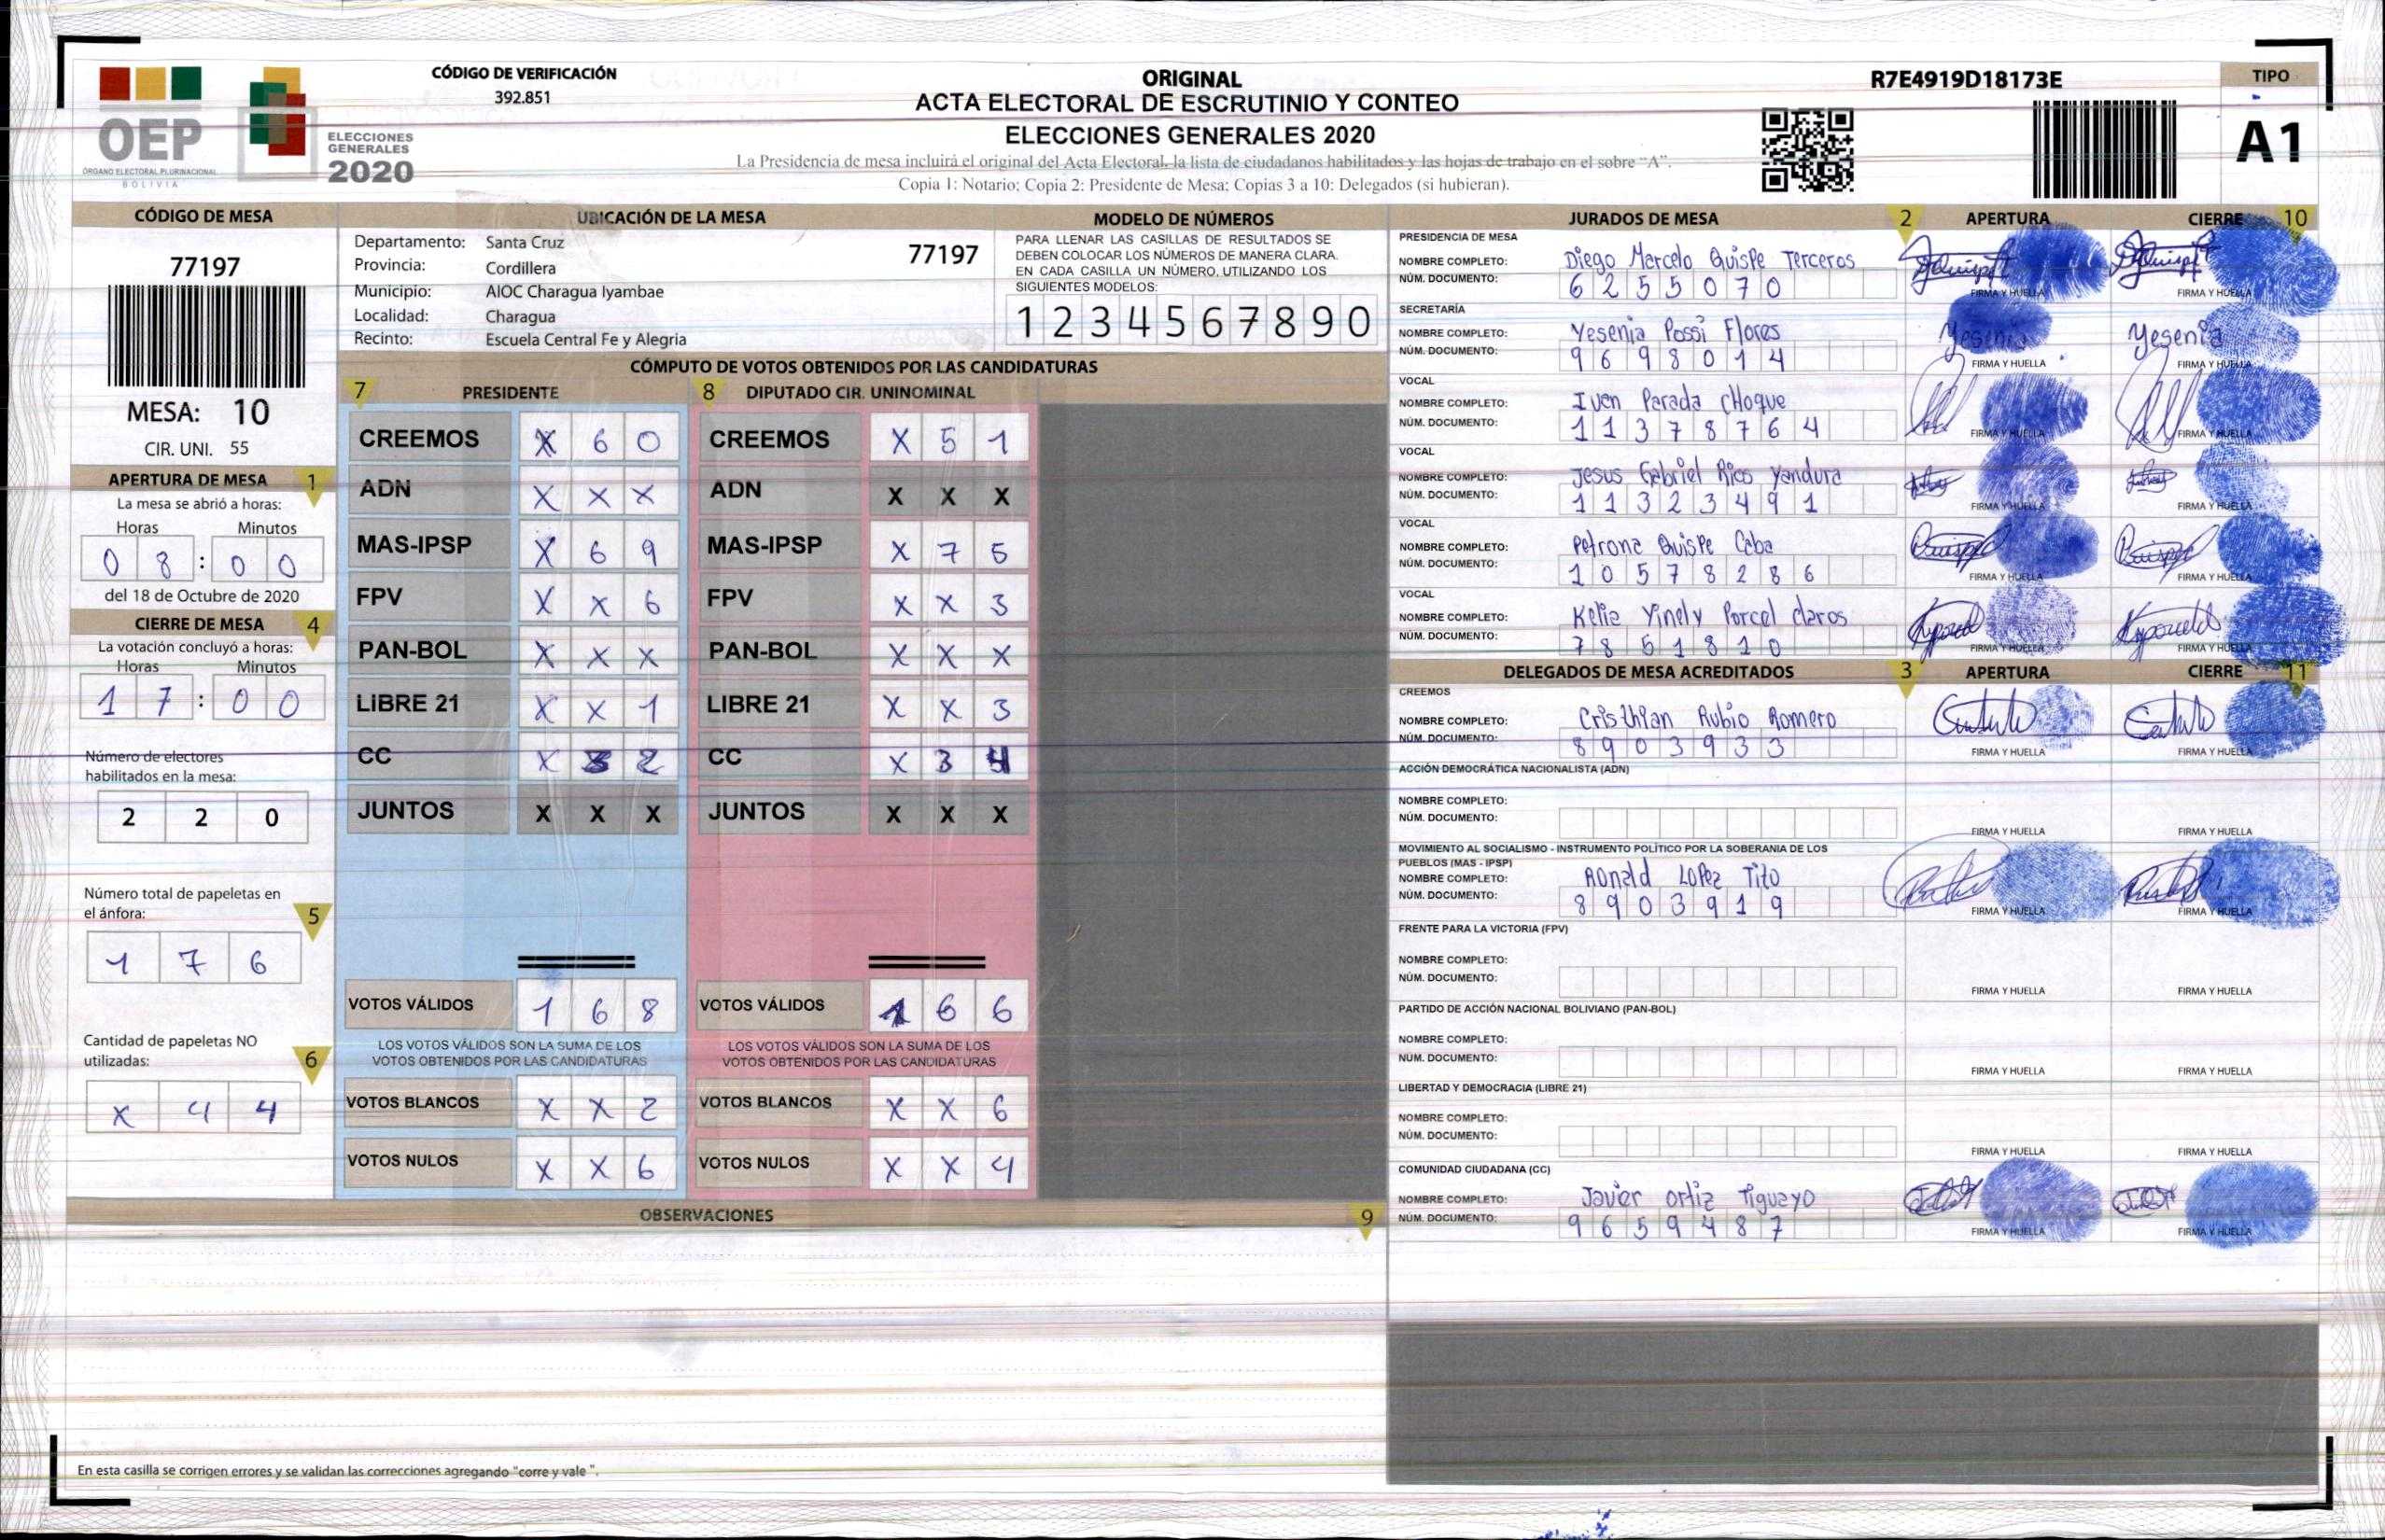 CÓDIGO DE VERIFICACIÓN
392.851
ORIGINAL
ACTA ELECTORAL DE ESCRUTINIO Y CONTEO
ELECCIONES GENERALES 2020
La Presidencia de mesa incluirá el original del Acta Electoral, la lista de ciudadanos habilitados y las hojas de trabajo en el sobre "A".
Copia 1: Notario; Copia 2: Presidente de Mesa; Copias 3 a 10: Delegados (si hubieran).
R7E4919D18173E
TIPO
A1
OEP
ÓRGANO ELECTORAL PLURINACIONAL
BOLIVIA
ELECCIONES
GENERALES
2020
CÓDIGO DE MESA
77197
MESA: 10
CIR. UNI. 55
APERTURA DE MESA 1
La mesa se abrió a horas:
Horas Minutos
0 8 : 0 0
del 18 de Octubre de 2020
CIERRE DE MESA 4
La votación concluyó a horas:
Horas Minutos
1 7 : 0 0
Número de electores
habilitados en la mesa:
2 2 0
Número total de papeletas en
el ánfora: 5
1 7 6
Cantidad de papeletas NO
utilizadas: 6
X 4 4
UBICACIÓN DE LA MESA
Departamento: Santa Cruz 77197
Provincia: Cordillera
Municipio: AIOC Charagua Iyambae
Localidad: Charagua
Recinto: Escuela Central Fe y Alegria
MODELO DE NÚMEROS
PARA LLENAR LAS CASILLAS DE RESULTADOS SE
DEBEN COLOCAR LOS NÚMEROS DE MANERA CLARA.
EN CADA CASILLA UN NÚMERO, UTILIZANDO LOS
SIGUIENTES MODELOS:
1 2 3 4 5 6 7 8 9 0
CÓMPUTO DE VOTOS OBTENIDOS POR LAS CANDIDATURAS
7 PRESIDENTE 8 DIPUTADO CIR. UNINOMINAL
CREEMOS X 6 0 CREEMOS X 5 1
ADN X X X ADN X X X
MAS-IPSP X 6 9 MAS-IPSP X 7 5
FPV X X 6 FPV X X 3
PAN-BOL X X X PAN-BOL X X X
LIBRE 21 X X 1 LIBRE 21 X X 3
CC X 3 2 CC X 3 4
JUNTOS X X X JUNTOS X X X
VOTOS VÁLIDOS 1 6 8 VOTOS VÁLIDOS 1 6 6
LOS VOTOS VÁLIDOS SON LA SUMA DE LOS LOS VOTOS VÁLIDOS SON LA SUMA DE LOS
VOTOS OBTENIDOS POR LAS CANDIDATURAS VOTOS OBTENIDOS POR LAS CANDIDATURAS
VOTOS BLANCOS X X 2 VOTOS BLANCOS X X 6
VOTOS NULOS X X 6 VOTOS NULOS X X 4
OBSERVACIONES 9
En esta casilla se corrigen errores y se validan las correcciones agregando "corre y vale".
JURADOS DE MESA 2 APERTURA CIERRE 10
PRESIDENCIA DE MESA
NOMBRE COMPLETO: Diego Marcelo Quispe Terceros
NÚM. DOCUMENTO: 6 2 5 5 0 7 0
FIRMA Y HUELLA FIRMA Y HUELLA
SECRETARÍA
NOMBRE COMPLETO: Yesenia Possi Flores Yesenia Yesenia
NÚM. DOCUMENTO: 9 6 9 8 0 1 4
FIRMA Y HUELLA FIRMA Y HUELLA
VOCAL
NOMBRE COMPLETO: Ivan Parada CHoque
NÚM. DOCUMENTO: 1 1 3 7 8 7 6 4
FIRMA Y HUELLA FIRMA Y HUELLA
VOCAL
NOMBRE COMPLETO: Jesus Gabriel Rios Yandura
NÚM. DOCUMENTO: 1 1 3 2 3 4 9 1
FIRMA Y HUELLA FIRMA Y HUELLA
VOCAL
NOMBRE COMPLETO: Petrona Quispe Caba
NÚM. DOCUMENTO: 1 0 5 7 8 2 8 6
FIRMA Y HUELLA FIRMA Y HUELLA
VOCAL
NOMBRE COMPLETO: Kelia Yinely Porcel claros
NÚM. DOCUMENTO: 7 8 5 1 8 1 0
FIRMA Y HUELLA FIRMA Y HUELLA
DELEGADOS DE MESA ACREDITADOS 3 APERTURA CIERRE 11
CREEMOS
NOMBRE COMPLETO: Cristhian Rubio Romero
NÚM. DOCUMENTO: 8 9 0 3 9 3 3
FIRMA Y HUELLA FIRMA Y HUELLA
ACCIÓN DEMOCRÁTICA NACIONALISTA (ADN)
NOMBRE COMPLETO:
NÚM. DOCUMENTO:
FIRMA Y HUELLA FIRMA Y HUELLA
MOVIMIENTO AL SOCIALISMO - INSTRUMENTO POLÍTICO POR LA SOBERANIA DE LOS
PUEBLOS (MAS - IPSP)
NOMBRE COMPLETO: Ronald Lopez Tito
NÚM. DOCUMENTO: 8 9 0 3 9 1 9
FIRMA Y HUELLA FIRMA Y HUELLA
FRENTE PARA LA VICTORIA (FPV)
NOMBRE COMPLETO:
NÚM. DOCUMENTO:
FIRMA Y HUELLA FIRMA Y HUELLA
PARTIDO DE ACCIÓN NACIONAL BOLIVIANO (PAN-BOL)
NOMBRE COMPLETO:
NÚM. DOCUMENTO:
FIRMA Y HUELLA FIRMA Y HUELLA
LIBERTAD Y DEMOCRACIA (LIBRE 21)
NOMBRE COMPLETO:
NÚM. DOCUMENTO:
FIRMA Y HUELLA FIRMA Y HUELLA
COMUNIDAD CIUDADANA (CC)
NOMBRE COMPLETO: Javier Ortiz Tiguayo
NÚM. DOCUMENTO: 9 6 5 9 4 8 7
FIRMA Y HUELLA FIRMA Y HUELLA